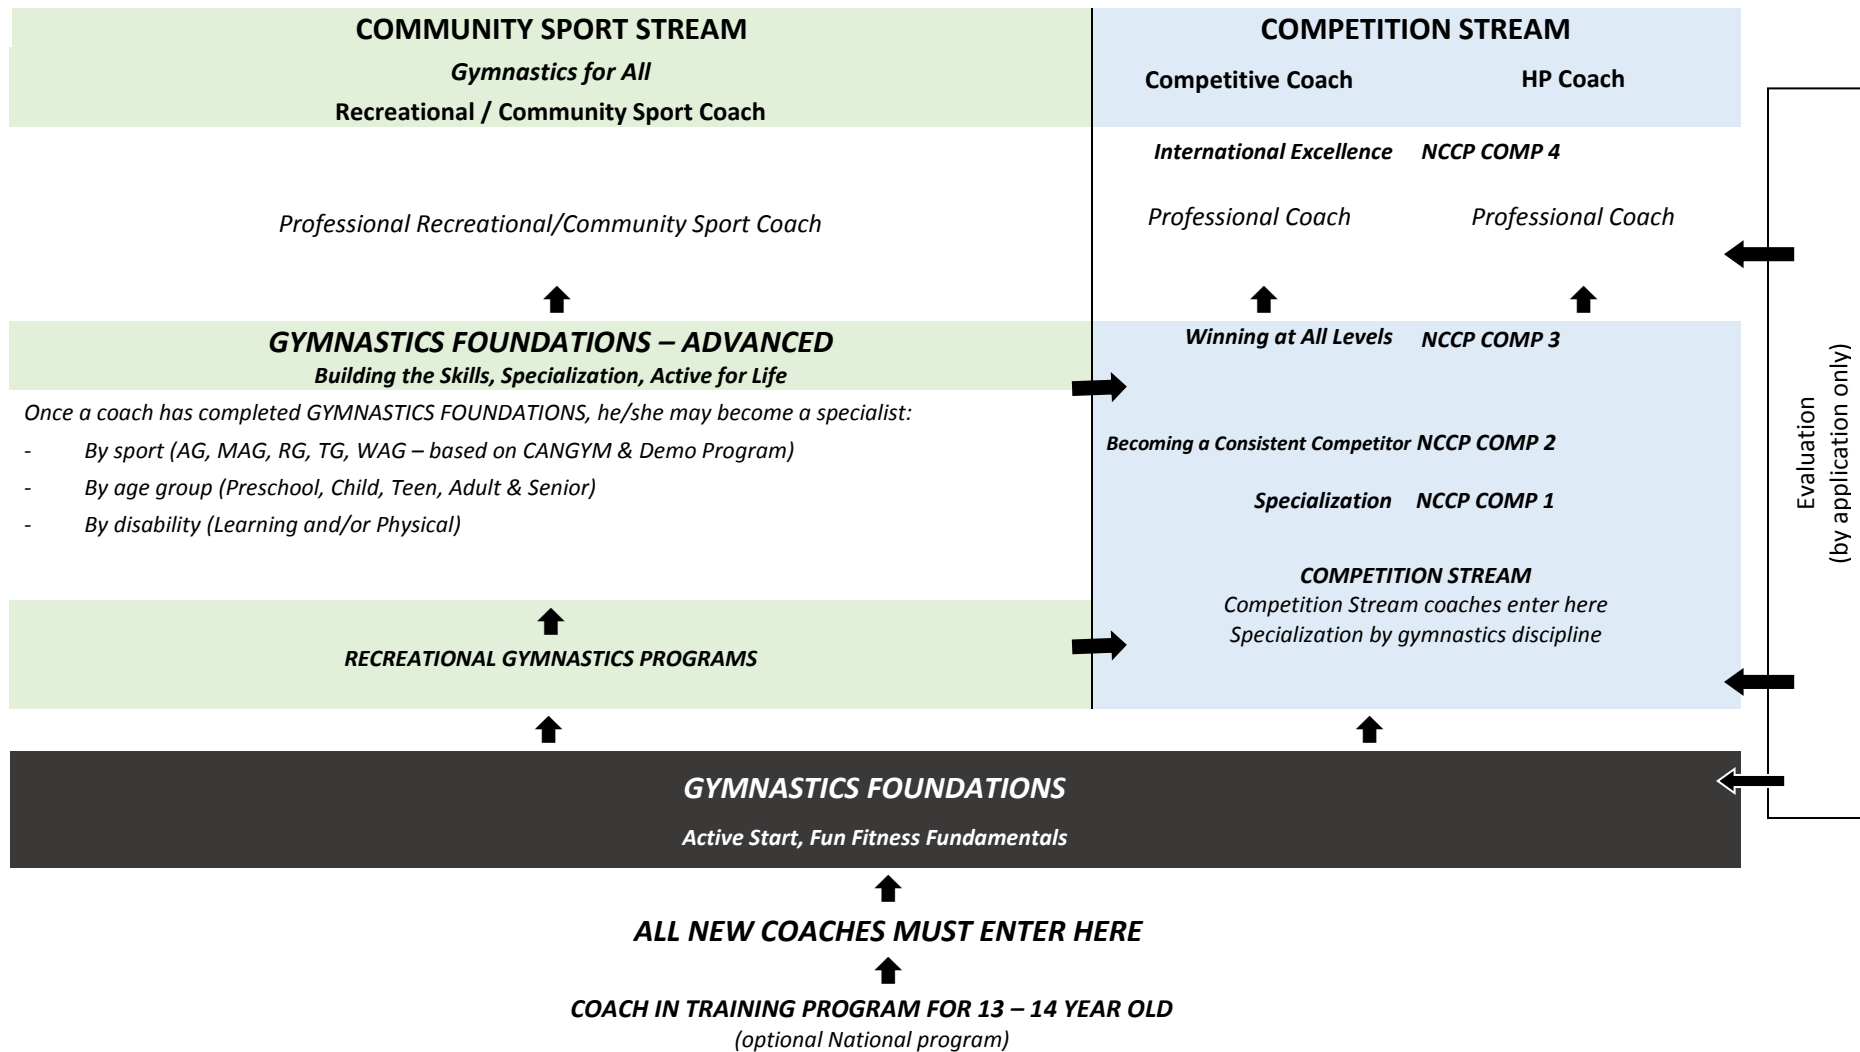 COMMUNITY SPORT STREAM
Gymnastics for All
Recreational / Community Sport Coach
Professional Recreational/Community Sport Coach
GYMNASTICS FOUNDATIONS – ADVANCED
Building the Skills, Specialization, Active for Life
Once a coach has completed GYMNASTICS FOUNDATIONS, he/she may become a specialist:
- By sport (AG, MAG, RG, TG, WAG – based on CANGYM & Demo Program)
- By age group (Preschool, Child, Teen, Adult & Senior)
- By disability (Learning and/or Physical)
RECREATIONAL GYMNASTICS PROGRAMS
COMPETITION STREAM
Competitive Coach HP Coach
International Excellence NCCP COMP 4
Professional Coach Professional Coach
Winning at All Levels NCCP COMP 3
Becoming a Consistent Competitor NCCP COMP 2
Specialization NCCP COMP 1
COMPETITION STREAM
Competition Stream coaches enter here
Specialization by gymnastics discipline
Evaluation
(by application only)
GYMNASTICS FOUNDATIONS
Active Start, Fun Fitness Fundamentals
ALL NEW COACHES MUST ENTER HERE
COACH IN TRAINING PROGRAM FOR 13 – 14 YEAR OLD
(optional National program)